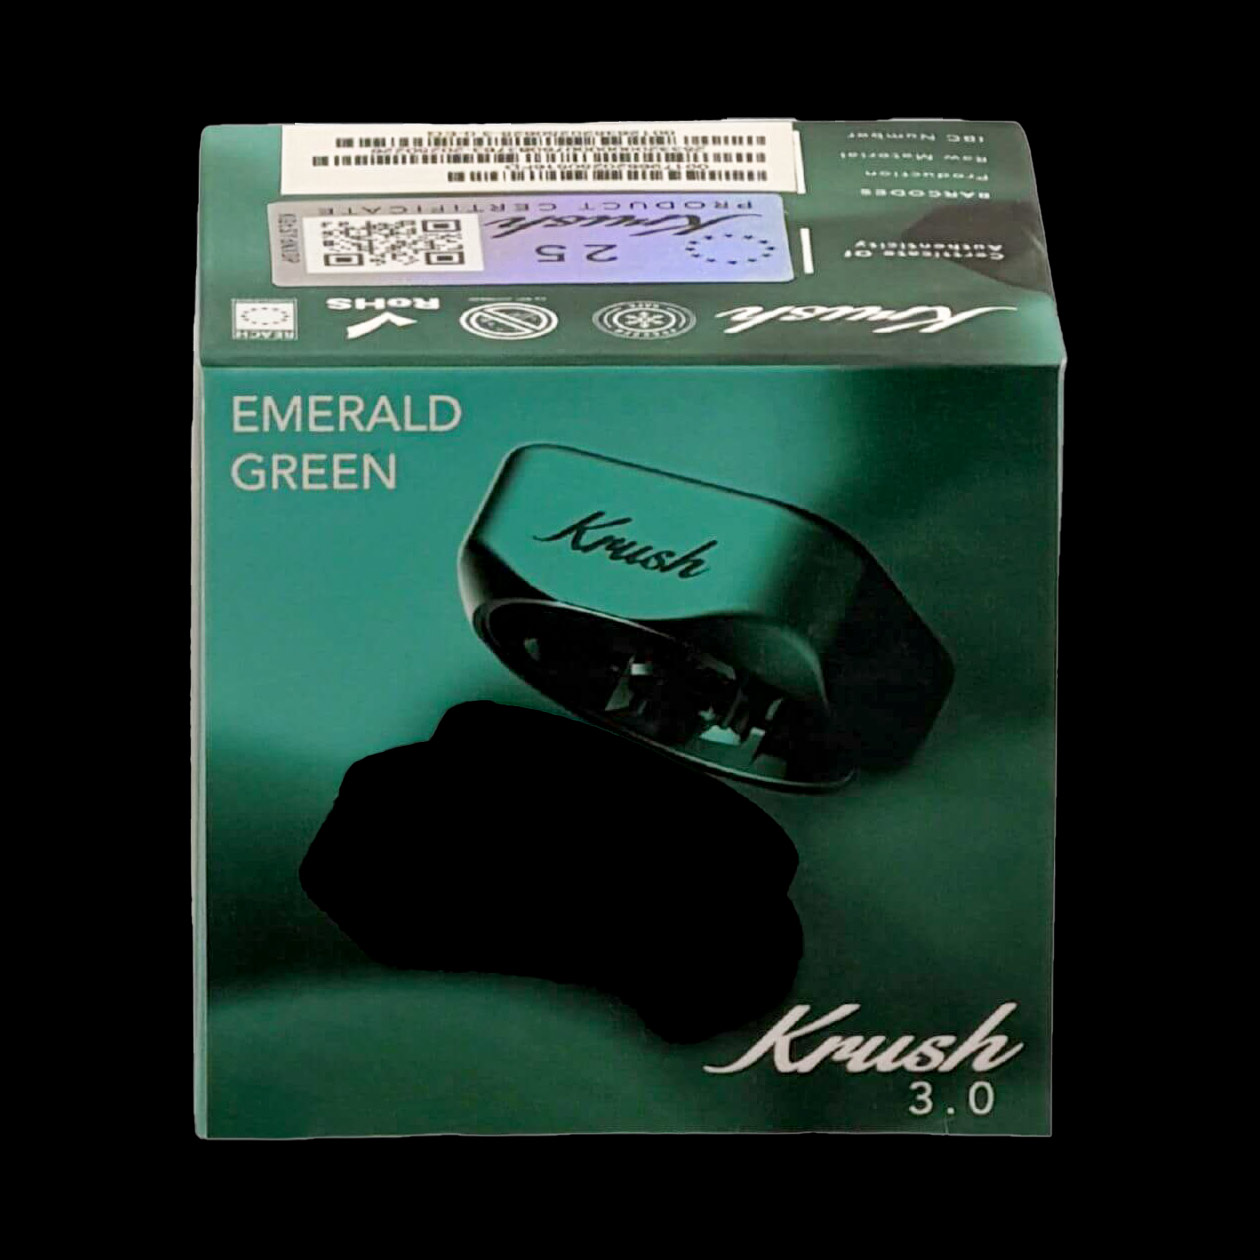 IBC Number
Raw Material
Production
BARCODES
Certificate Of
Authenticity
PRODUCT CERTIFICATE
Krush
25
REACH
RoHS
Krush
EMERALD
GREEN
Krush
Krush
3.0